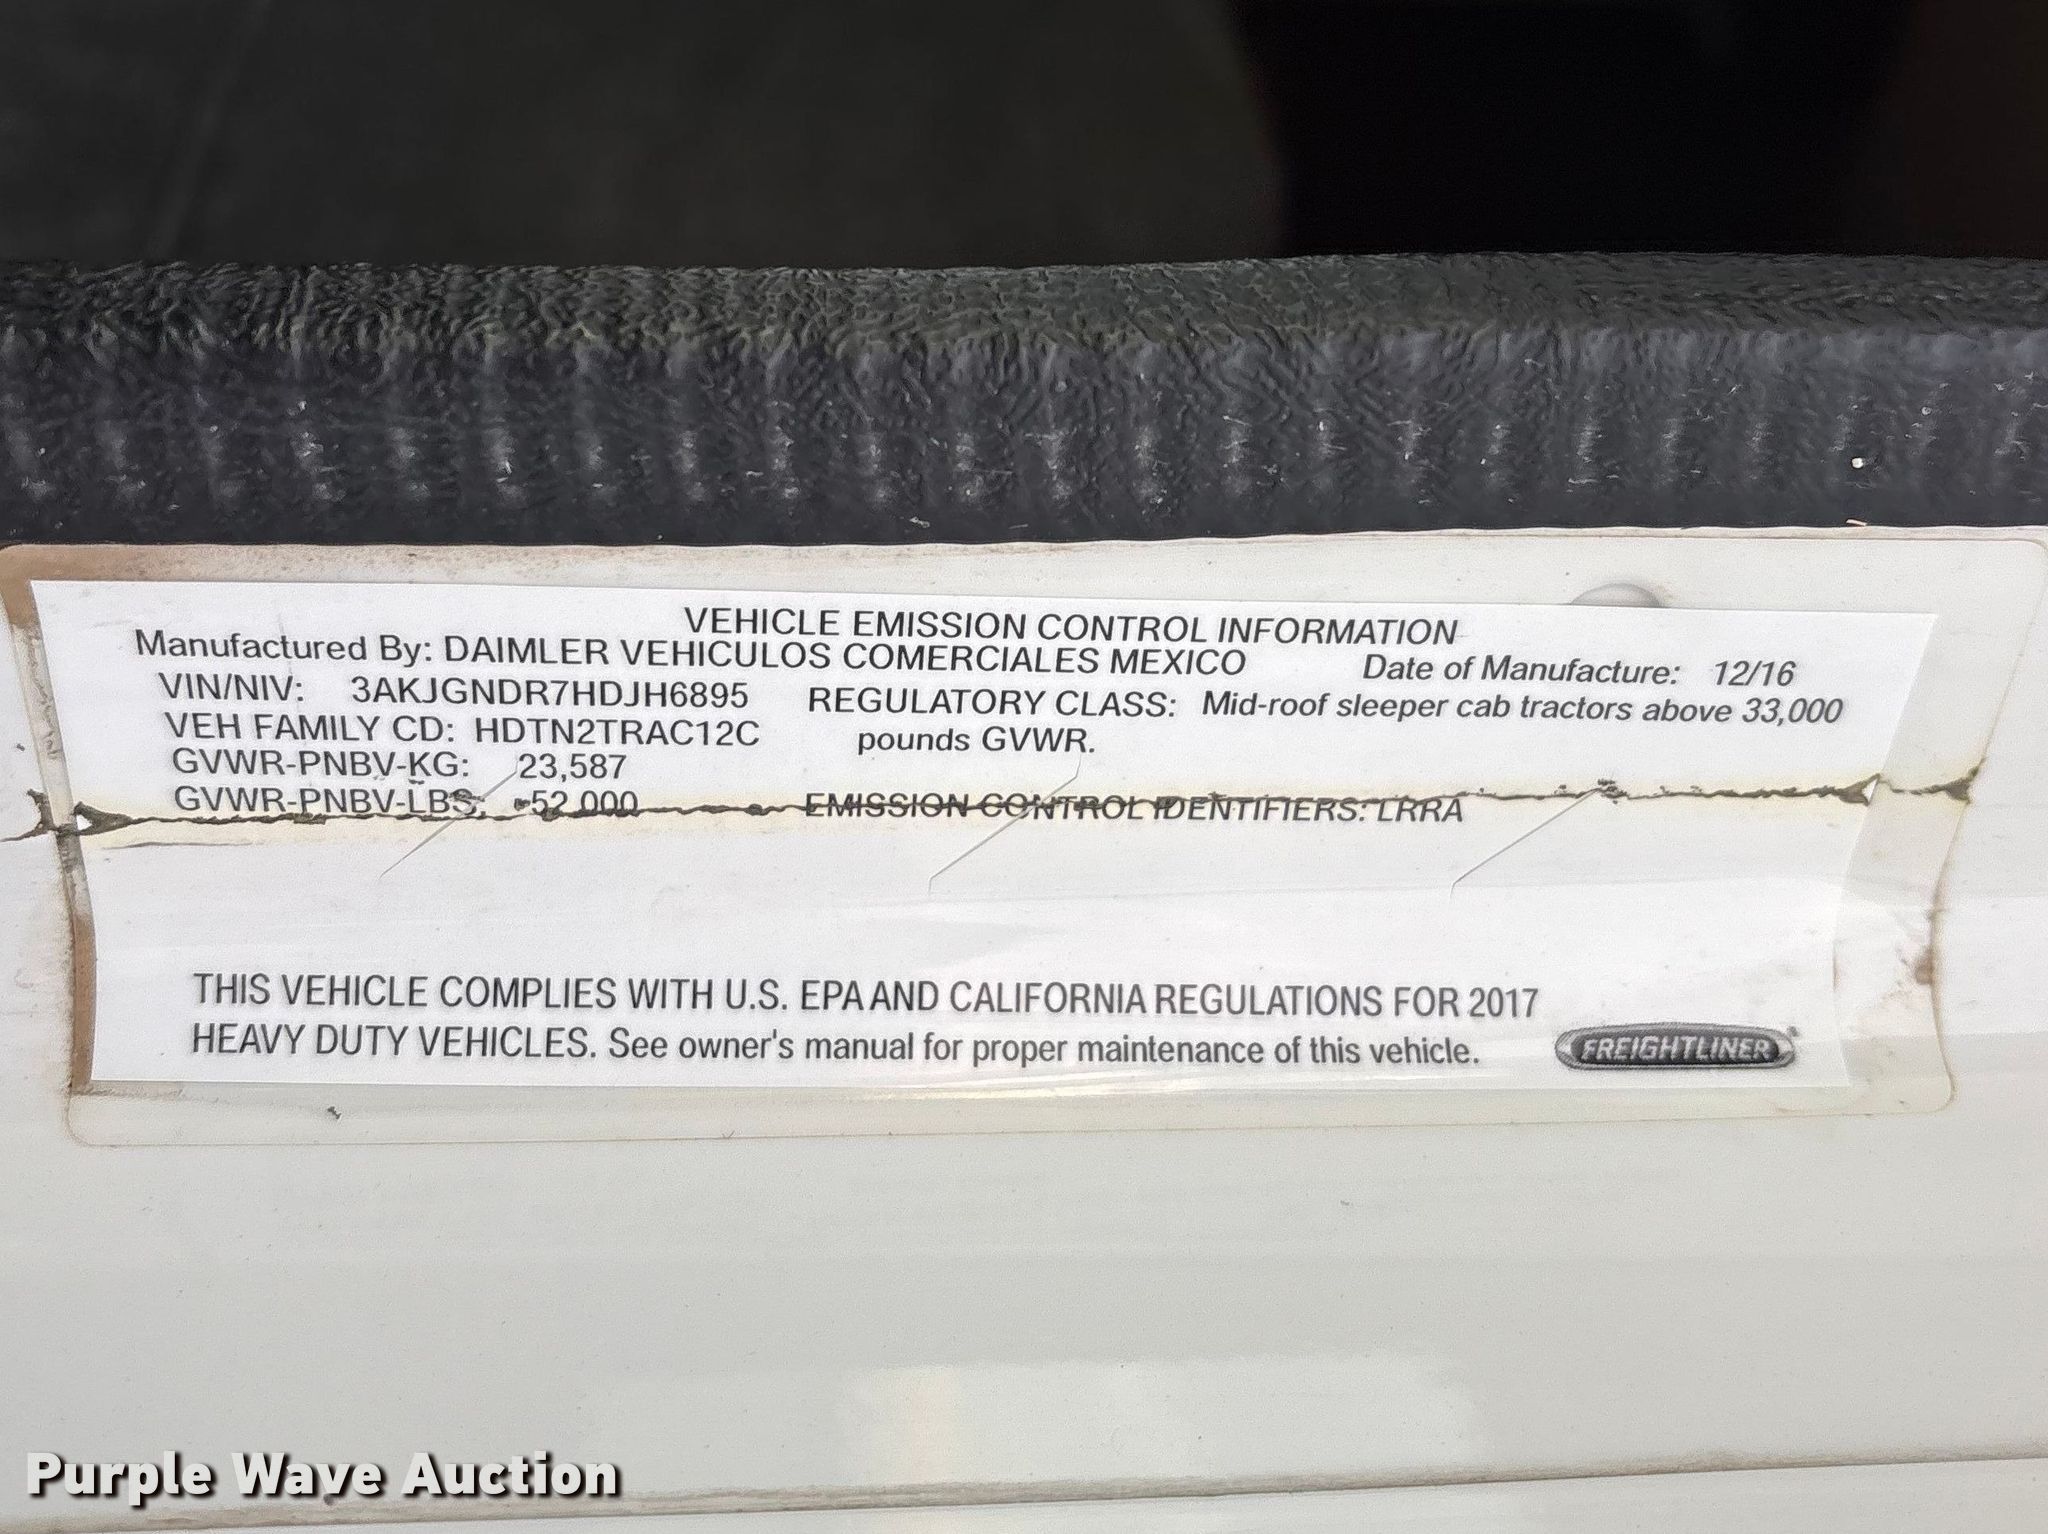 VEHICLE EMISSION CONTROL INFORMATION
Manufactured By: DAIMLER VEHICULOS COMERCIALES MEXICO Date of Manufacture: 12/16
VIN/NIV: 3AKJGNDR7HDJH6895 REGULATORY CLASS: Mid-roof sleeper cab tractors above 33,000
VEH FAMILY CD: HDTN2TRAC12C pounds GVWR.
GVWR-PNBV-KG: 23,587
GVWR-PNBV-LBS: 52,000 EMISSION CONTROL IDENTIFIERS: LRRA
THIS VEHICLE COMPLIES WITH U.S. EPA AND CALIFORNIA REGULATIONS FOR 2017
HEAVY DUTY VEHICLES. See owner's manual for proper maintenance of this vehicle.
FREIGHTLINER
Purple Wave Auction